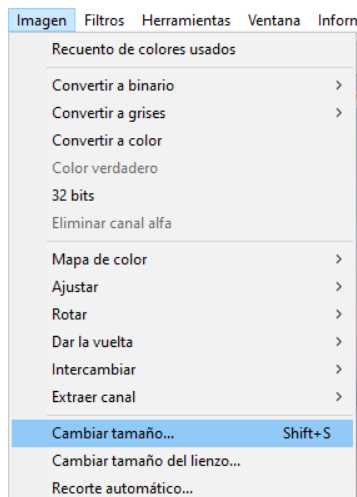 Imagen Filtros Herramientas Ventana
Recuento de colores usados
Convertir a binario
Convertir a grises
Convertir a color
Color verdadero
32 bits
Eliminar canal alfa
Mapa de color
Ajustar
Rotar
Dar la vuelta
Intercambiar
Extraer canal
Cambiar tamaño... Shift+S
Cambiar tamaño del lienzo...
Recorte automático...